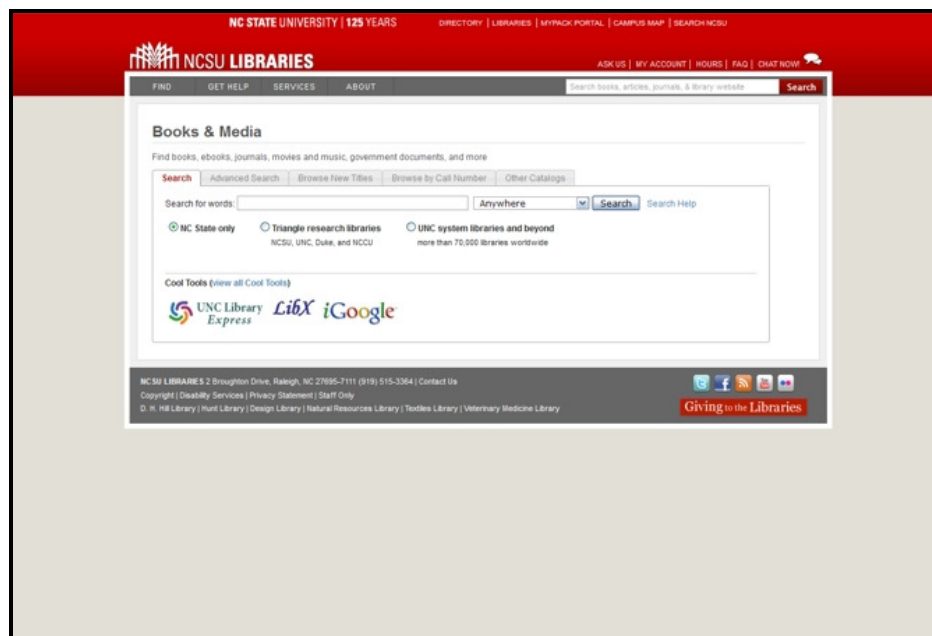 NC STATE UNIVERSITY | 125 YEARS
DIRECTORY | LIBRARIES | MYPACK PORTAL | CAMPUS MAP | SEARCH NCSU
NCSU LIBRARIES
ASK US | MY ACCOUNT | HOURS | FAQ | CHAT NOW!
FIND GET HELP SERVICES ABOUT
Search books, articles, journals, & library website Search
Books & Media
Find books, ebooks, journals, movies and music, government documents, and more
Search Advanced Search Browse New Titles Browse by Call Number Other Catalogs
Search for words: Anywhere Search Search Help
NC State only Triangle research libraries UNC system libraries and beyond
NCSU, UNC, Duke, and NCCU more than 70,000 libraries worldwide
Cool Tools (view all Cool Tools)
UNC Library Express LibX iGoogle
NCSU LIBRARIES 2 Broughton Drive, Raleigh, NC 27695-7111 (919) 515-3364 | Contact Us
Copyright | Disability Services | Privacy Statement | Staff Only
D. H. Hill Library | Hunt Library | Design Library | Natural Resources Library | Textiles Library | Veterinary Medicine Library
Giving to the Libraries